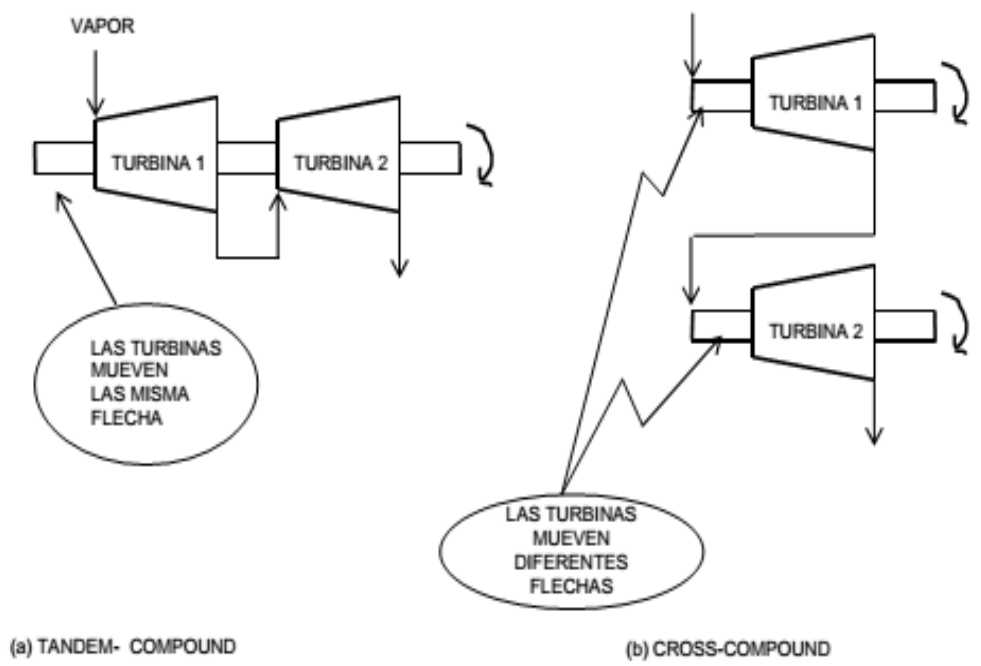 VAPOR
TURBINA 1
TURBINA 2
LAS TURBINAS
MUEVEN
LAS MISMA
FLECHA
(a) TANDEM- COMPOUND
TURBINA 1
TURBINA 2
LAS TURBINAS
MUEVEN
DIFERENTES
FLECHAS
(b) CROSS-COMPOUND